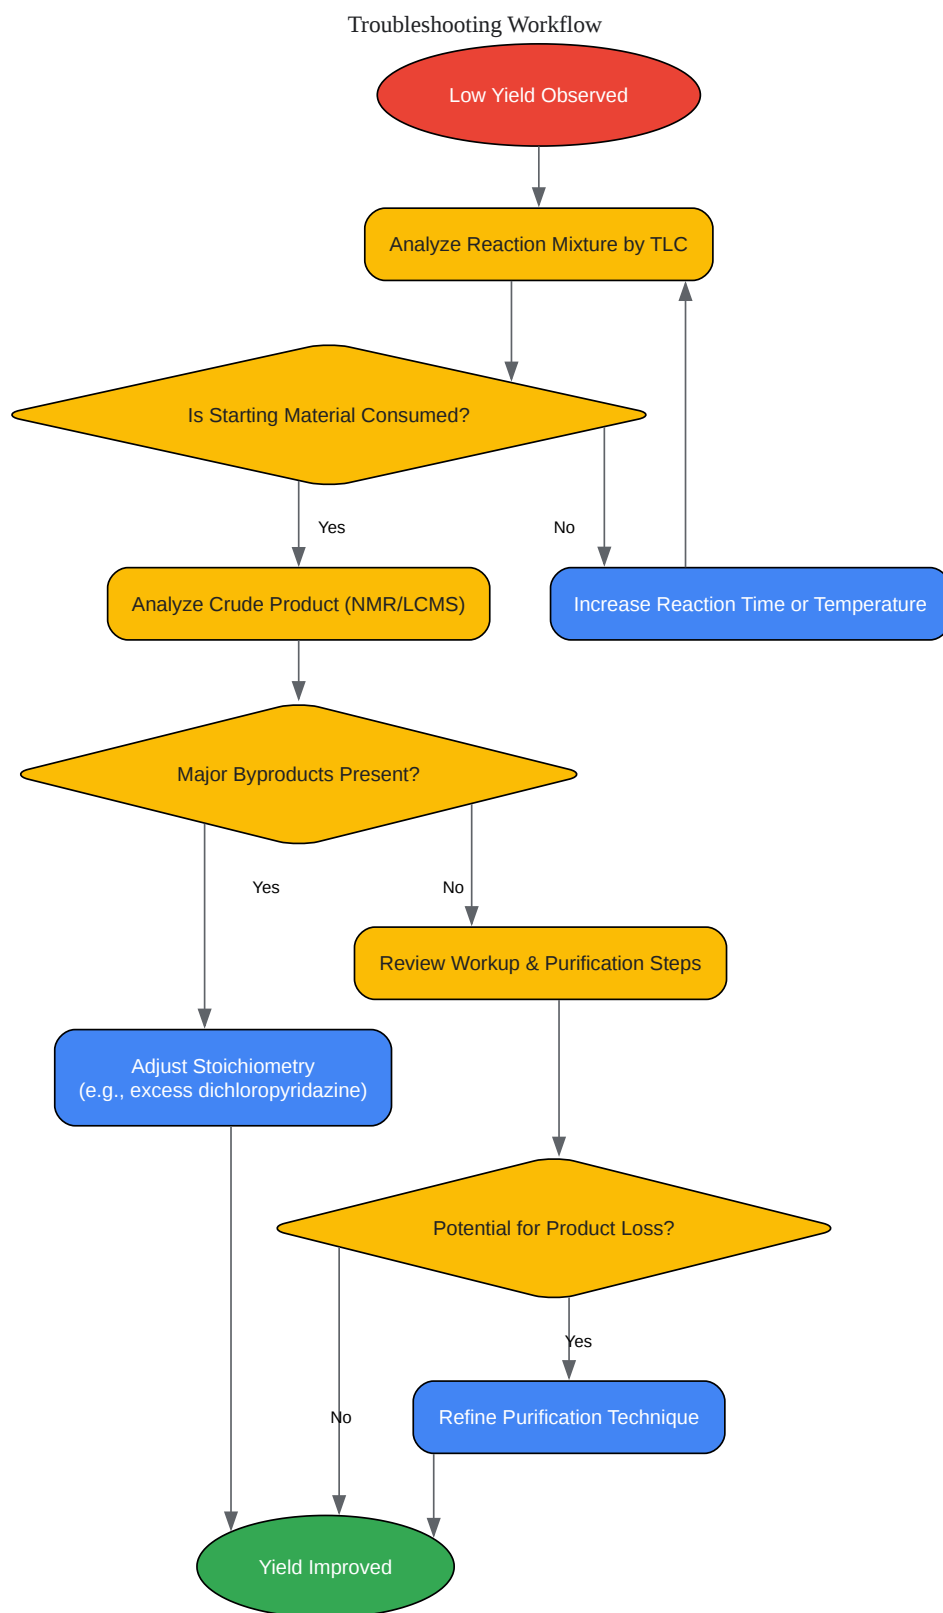 Troubleshooting Workflow
Low Yield Observed
Analyze Reaction Mixture by TLC
Is Starting Material Consumed?
Yes
No
Analyze Crude Product (NMR/LCMS)
Increase Reaction Time or Temperature
Major Byproducts Present?
Yes
No
Review Workup & Purification Steps
Adjust Stoichiometry
(e.g., excess dichloropyridazine)
Potential for Product Loss?
Yes
No
Refine Purification Technique
Yield Improved